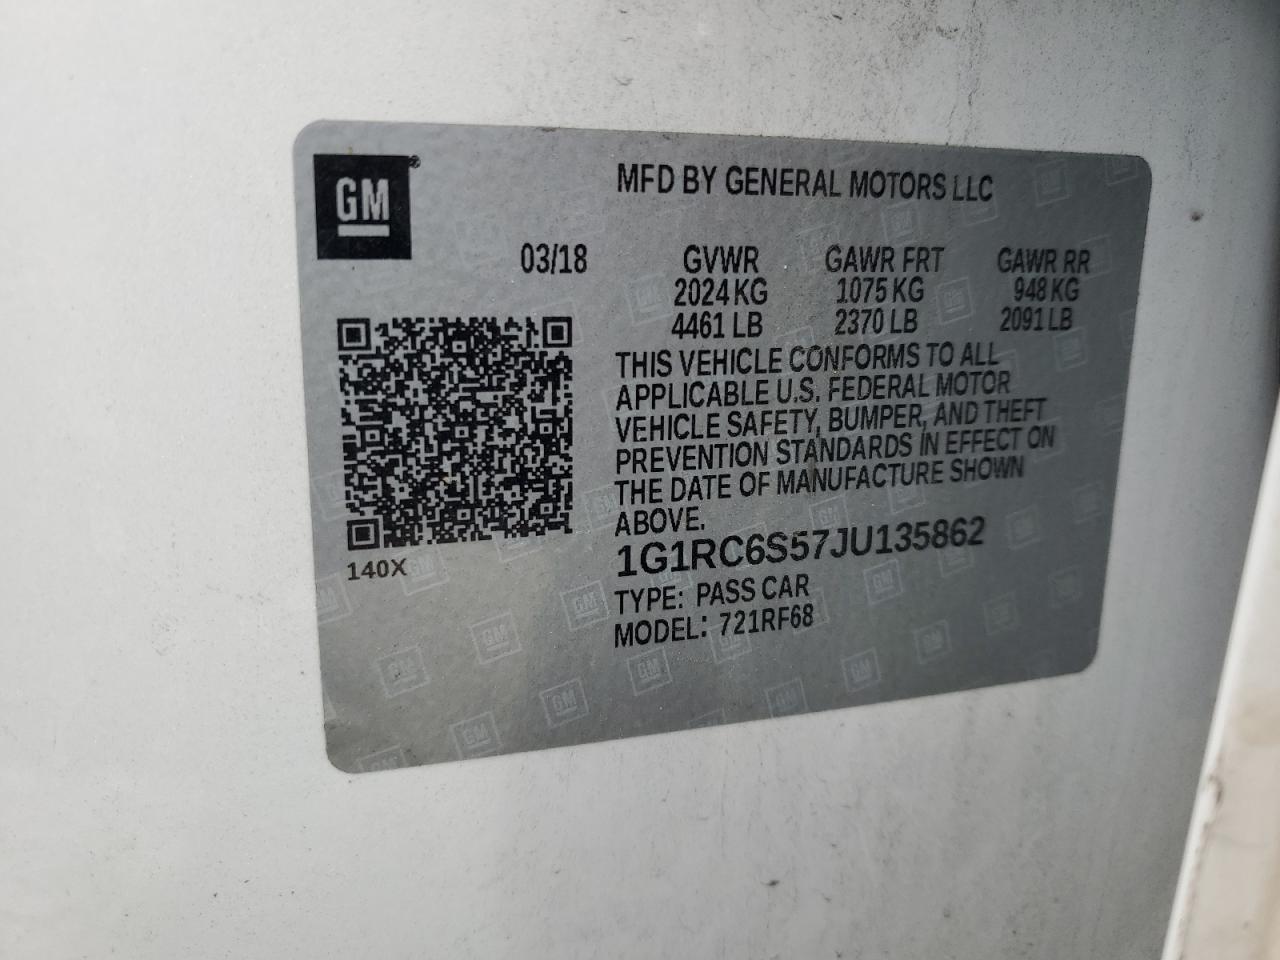 GM®
MFD BY GENERAL MOTORS LLC
03/18 GVWR GAWR FRT GAWR RR
2024 KG 1075 KG 948 KG
4461 LB 2370 LB 2091 LB
THIS VEHICLE CONFORMS TO ALL
APPLICABLE U.S. FEDERAL MOTOR
VEHICLE SAFETY, BUMPER, AND THEFT
PREVENTION STANDARDS IN EFFECT ON
THE DATE OF MANUFACTURE SHOWN
ABOVE.
1G1RC6S57JU135862
140X
TYPE: PASS CAR
MODEL: 721RF68